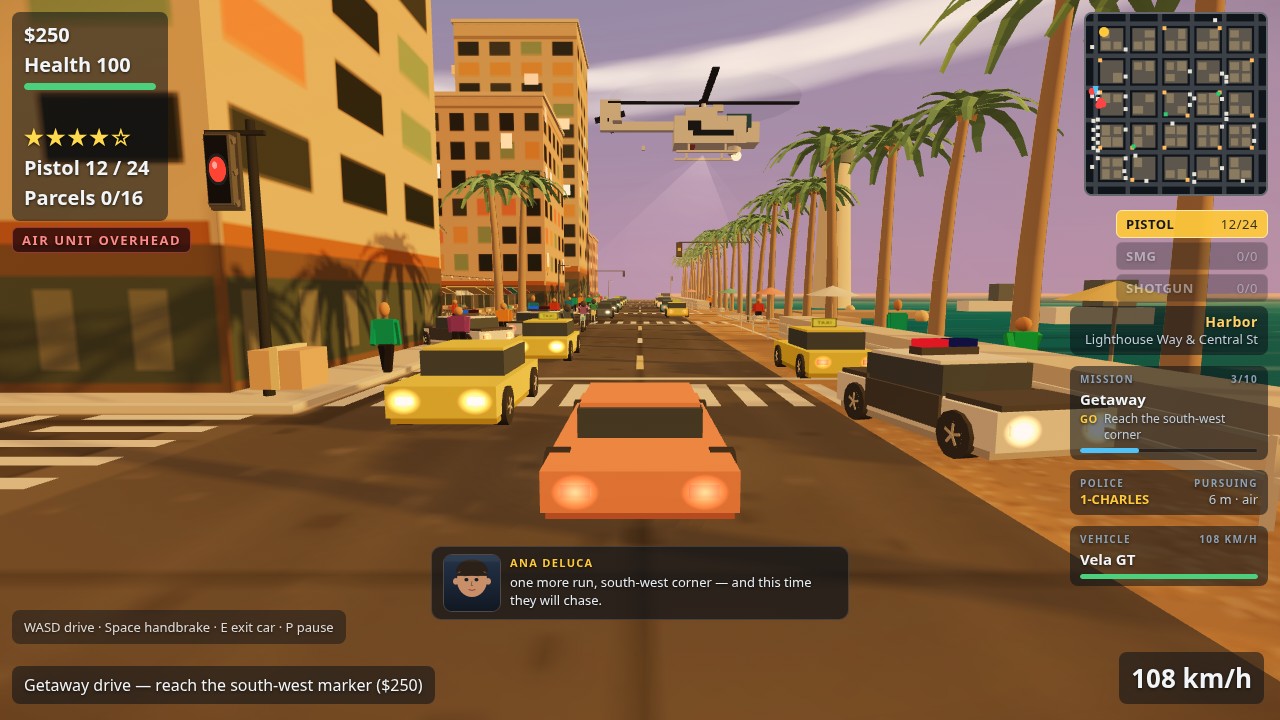 $250
Health 100
★★★★☆
Pistol 12 / 24
Parcels 0/16
AIR UNIT OVERHEAD
PISTOL 12/24
SMG 0/0
SHOTGUN 0/0
Harbor
Lighthouse Way & Central St
MISSION 3/10
Getaway
GO Reach the south-west
corner
POLICE PURSUING
1-CHARLES 6 m · air
VEHICLE 108 KM/H
Vela GT
ANA DELUCA
one more run, south-west corner — and this time
they will chase.
WASD drive · Space handbrake · E exit car · P pause
Getaway drive — reach the south-west marker ($250)
108 km/h